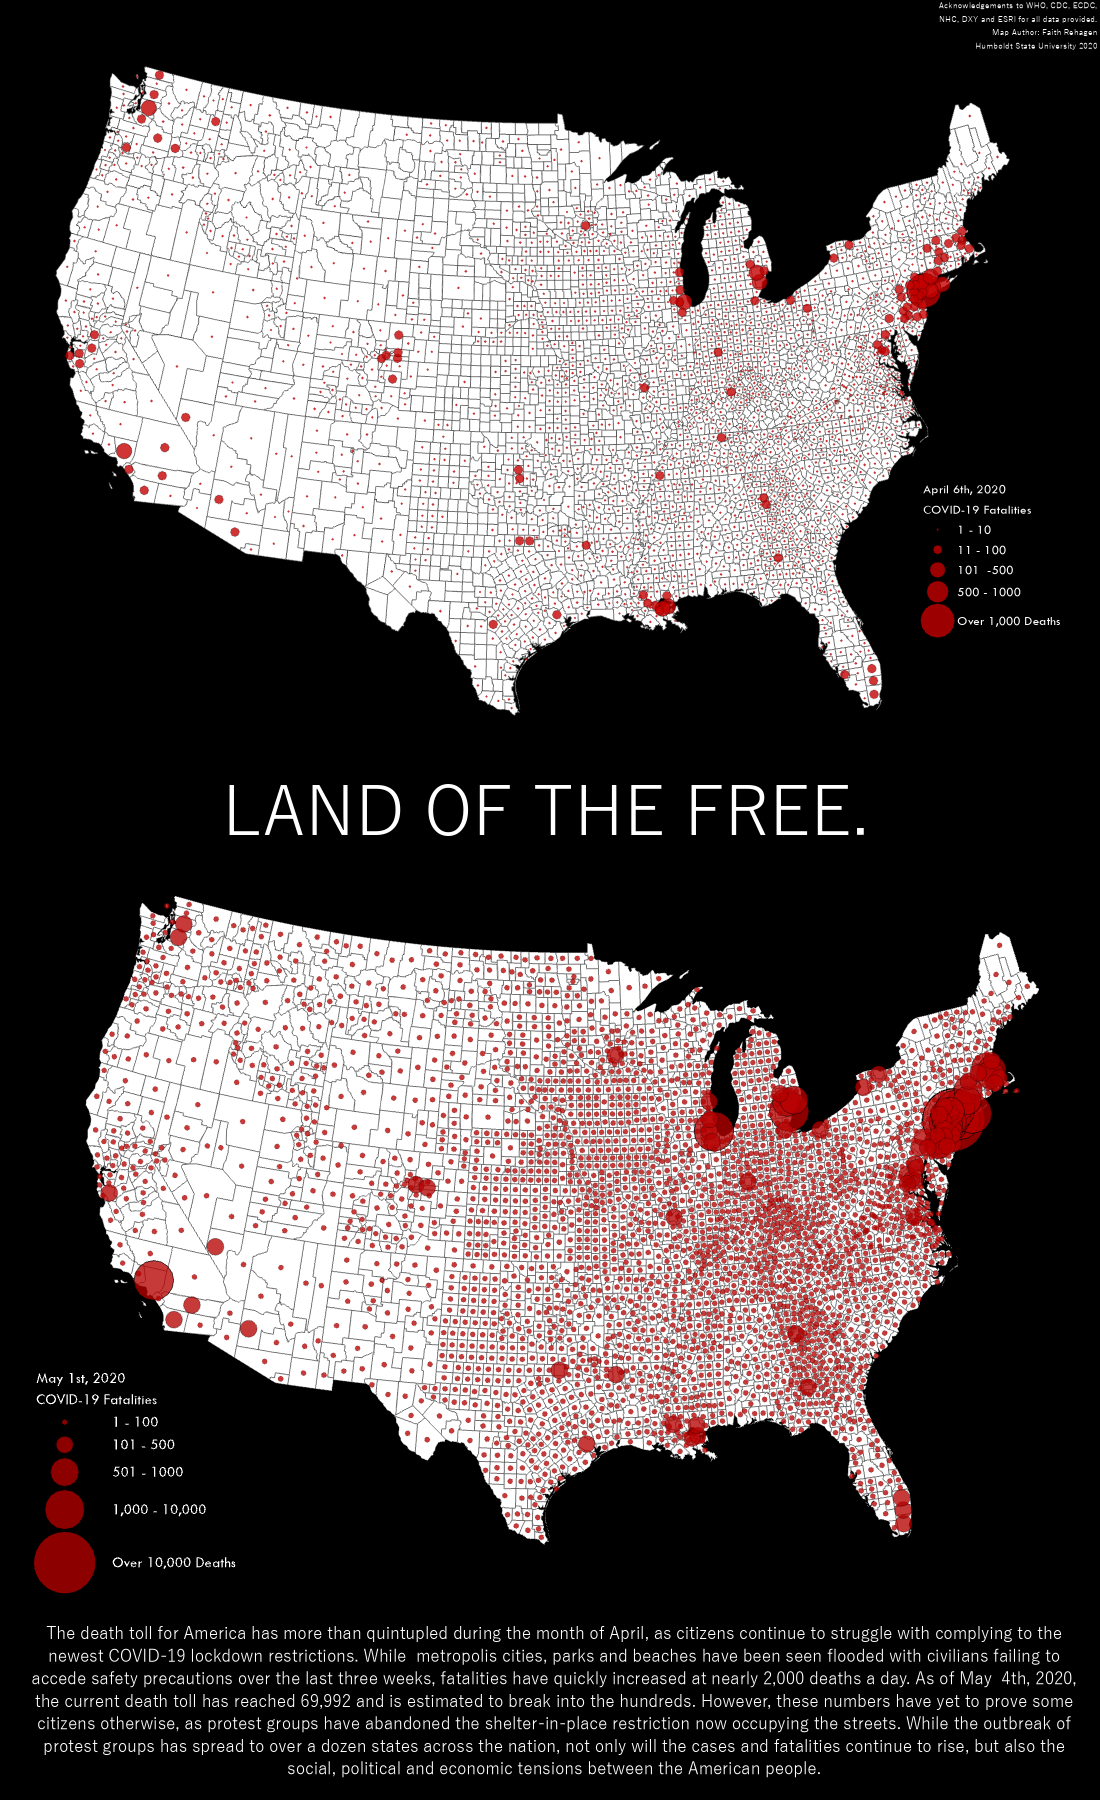 Acknowledgements to WHO, CDC, ECDC,
NHC, DXY and ESRI for all data provided.
Map Author: Faith Rehagen
Humboldt State University 2020
April 6th, 2020
COVID-19 Fatalities
1 - 10
11 - 100
101 -500
500 - 1000
Over 1,000 Deaths
LAND OF THE FREE.
May 1st, 2020
COVID-19 Fatalities
1 - 100
101 - 500
501 - 1000
1,000 - 10,000
Over 10,000 Deaths
The death toll for America has more than quintupled during the month of April, as citizens continue to struggle with complying to the
newest COVID-19 lockdown restrictions. While metropolis cities, parks and beaches have been seen flooded with civilians failing to
accede safety precautions over the last three weeks, fatalities have quickly increased at nearly 2,000 deaths a day. As of May 4th, 2020,
the current death toll has reached 69,992 and is estimated to break into the hundreds. However, these numbers have yet to prove some
citizens otherwise, as protest groups have abandoned the shelter-in-place restriction now occupying the streets. While the outbreak of
protest groups has spread to over a dozen states across the nation, not only will the cases and fatalities continue to rise, but also the
social, political and economic tensions between the American people.